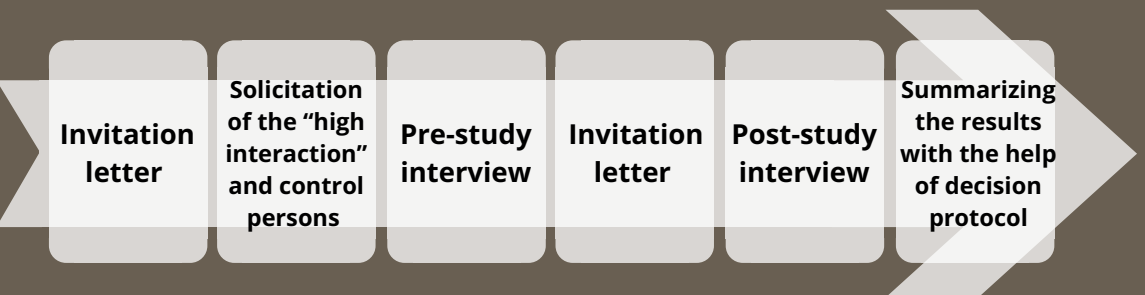 Invitation
letter
Solicitation
of the “high
interaction”
and control
persons
Pre-study
interview
Invitation
letter
Post-study
interview
Summarizing
the results
with the help
of decision
protocol